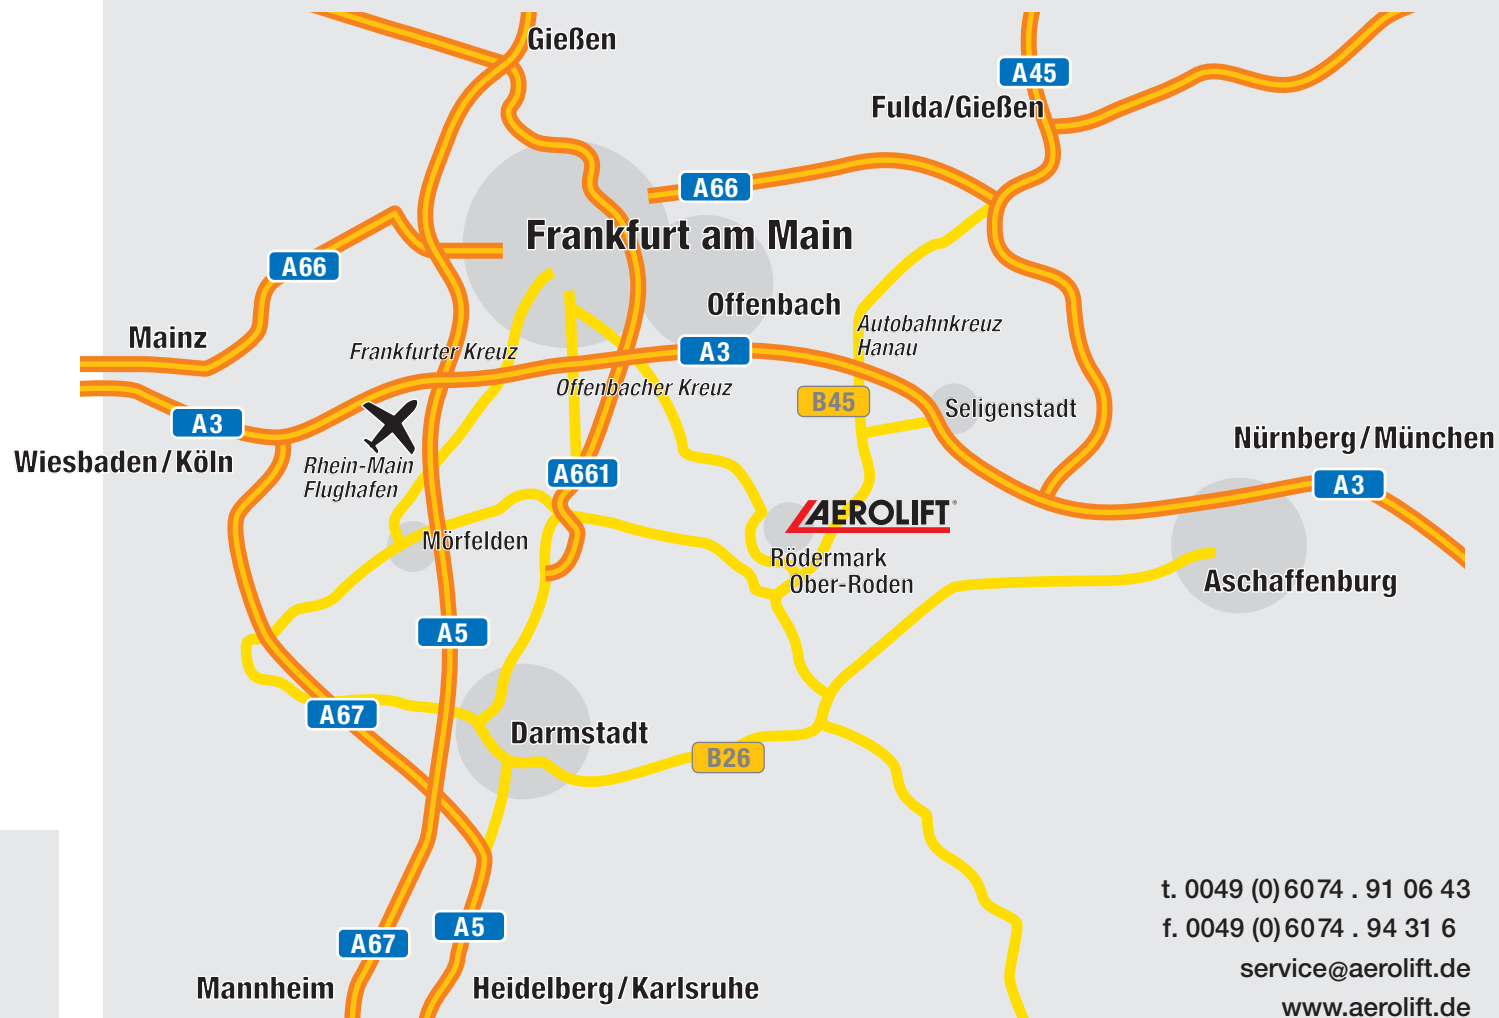 Gießen
A45
Fulda/Gießen
A66
Frankfurt am Main
A66
Offenbach
Autobahnkreuz
Hanau
Mainz
Frankfurter Kreuz
A3
Offenbacher Kreuz
B45
Seligenstadt
A3
Wiesbaden/Köln
Rhein-Main
Flughafen
A661
Nürnberg/München
A3
AEROLIFT®
Mörfelden
Rödermark
Ober-Roden
Aschaffenburg
A5
A67
Darmstadt
B26
A67
A5
Mannheim
Heidelberg/Karlsruhe
t. 0049 (0) 6074 . 91 06 43
f. 0049 (0) 6074 . 94 31 6
service@aerolift.de
www.aerolift.de